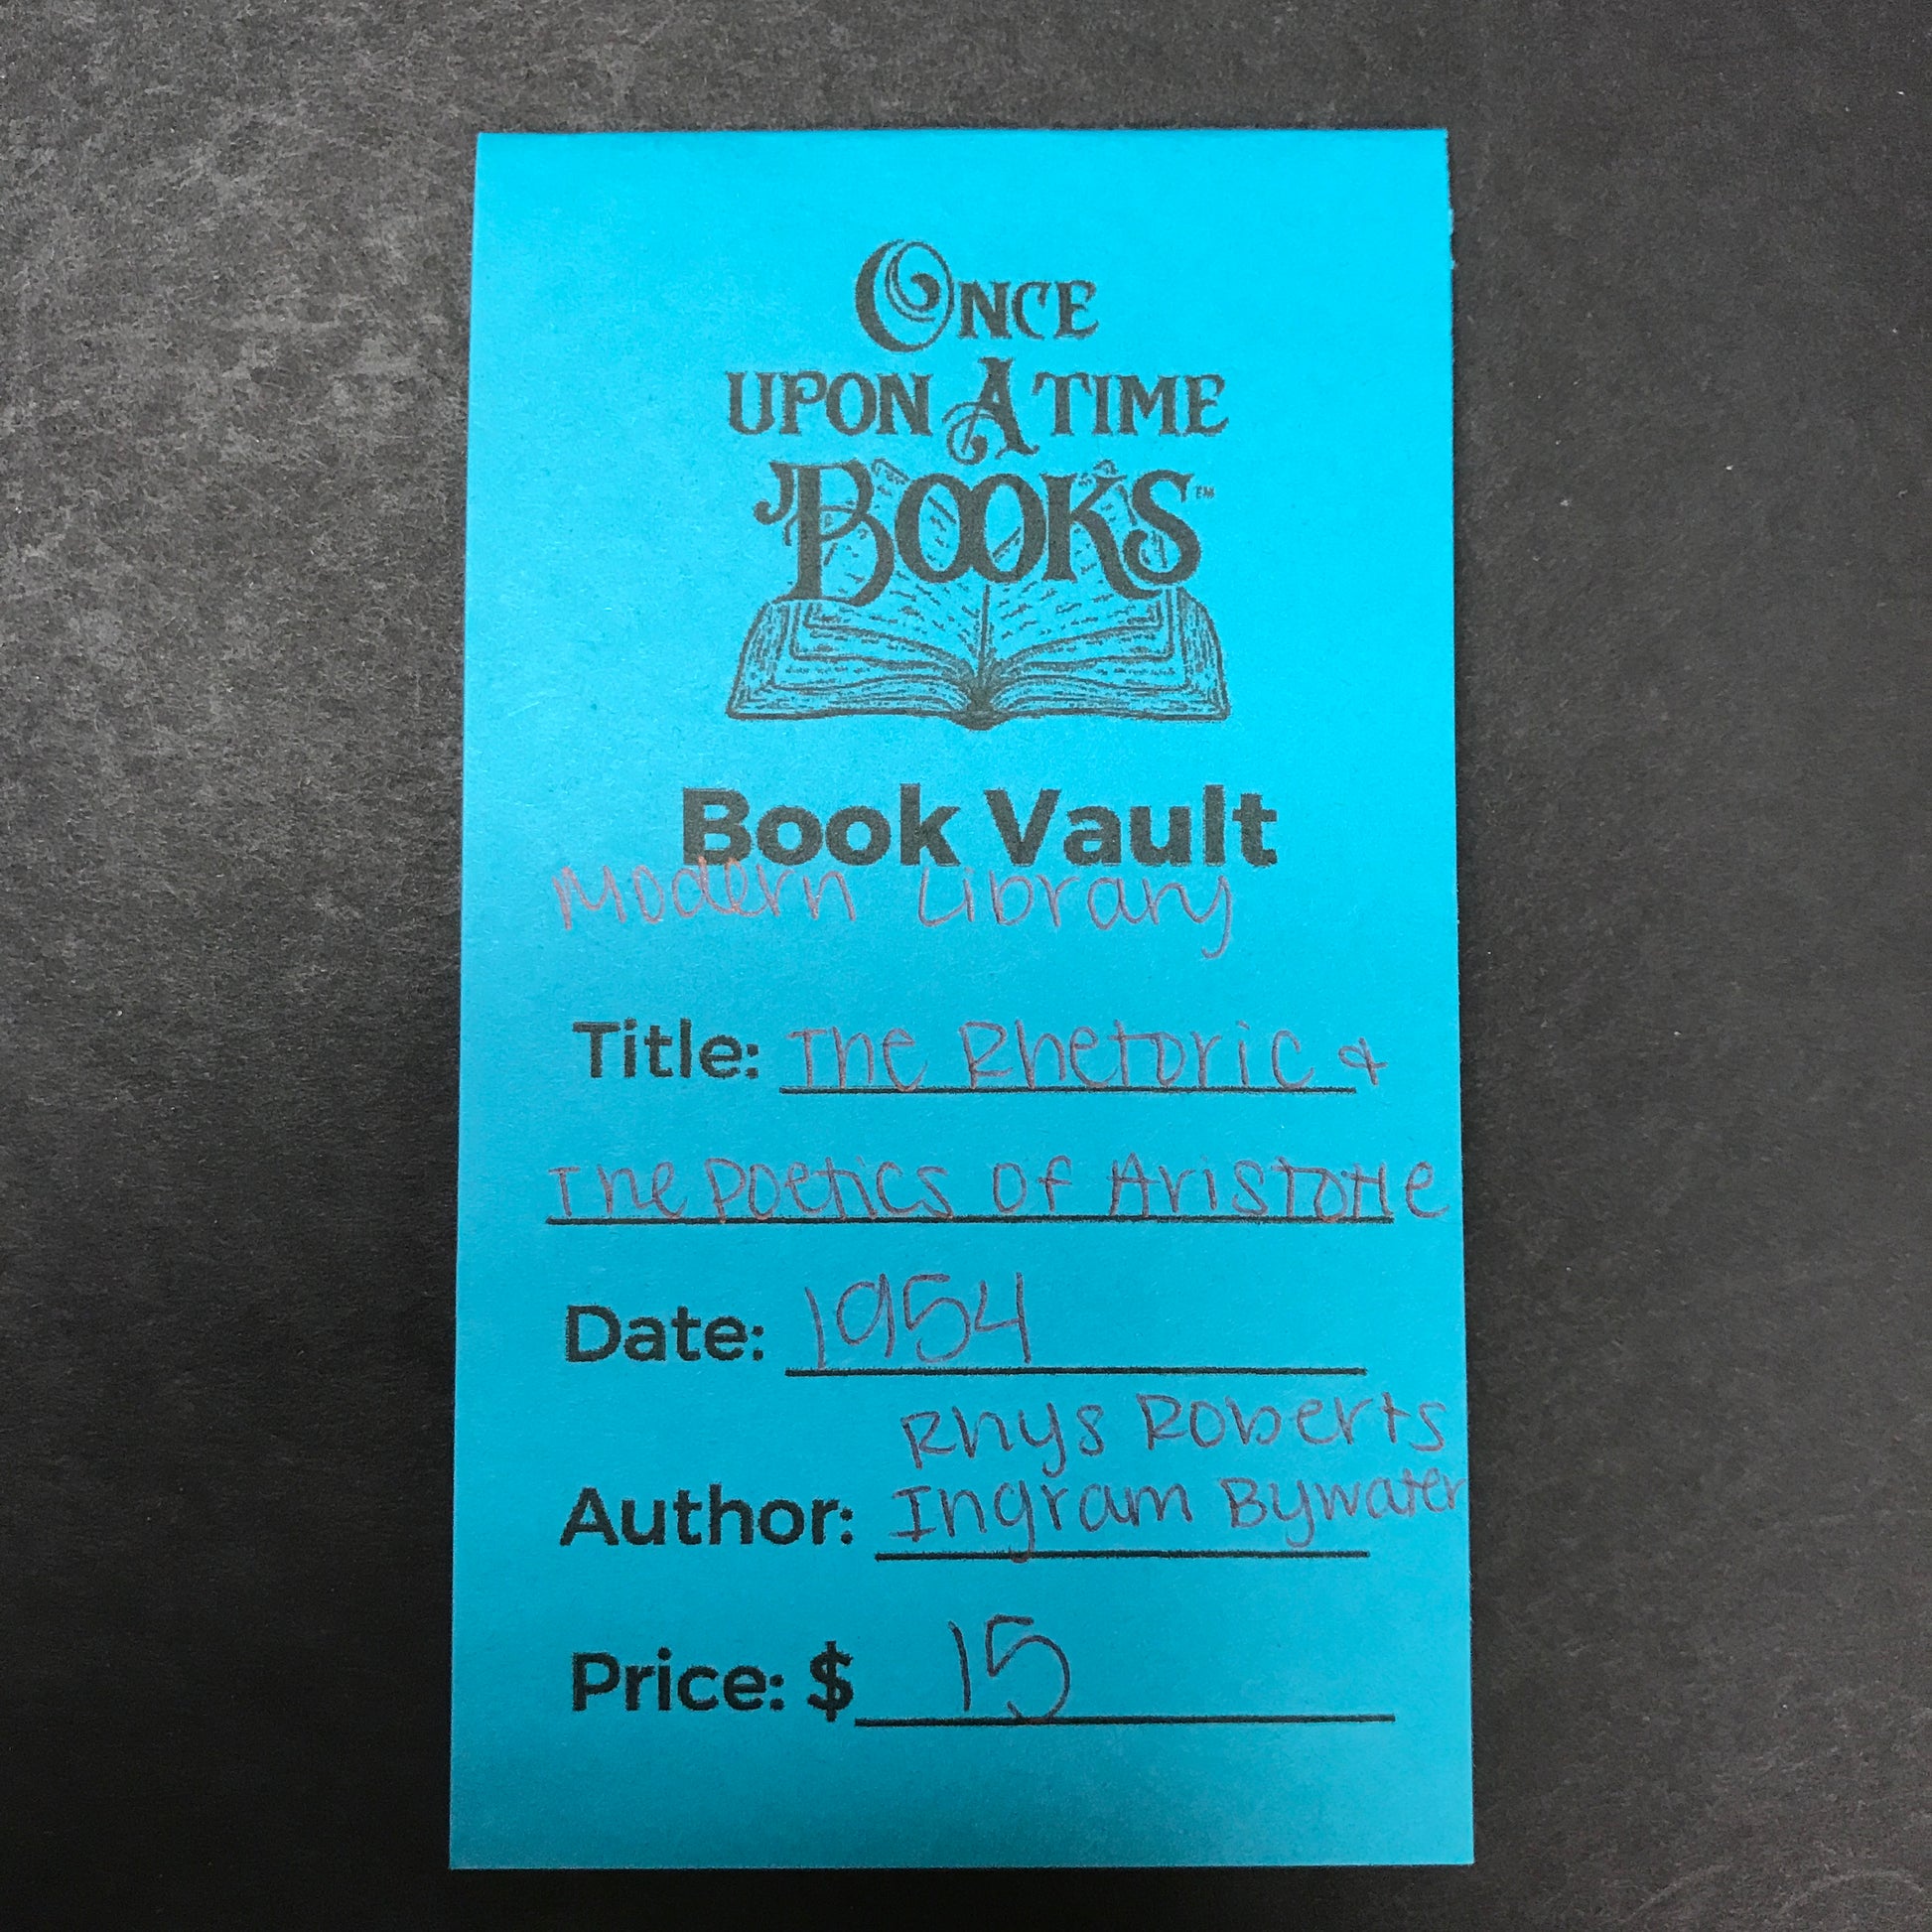 ONCE
UPON A TIME
BOOKS™
Book Vault
Modern Library
Title: The Rhetoric &
The Poetics of Aristotle
Date: 1954
Rhys Roberts
Author: Ingram Bywater
Price: $ 15